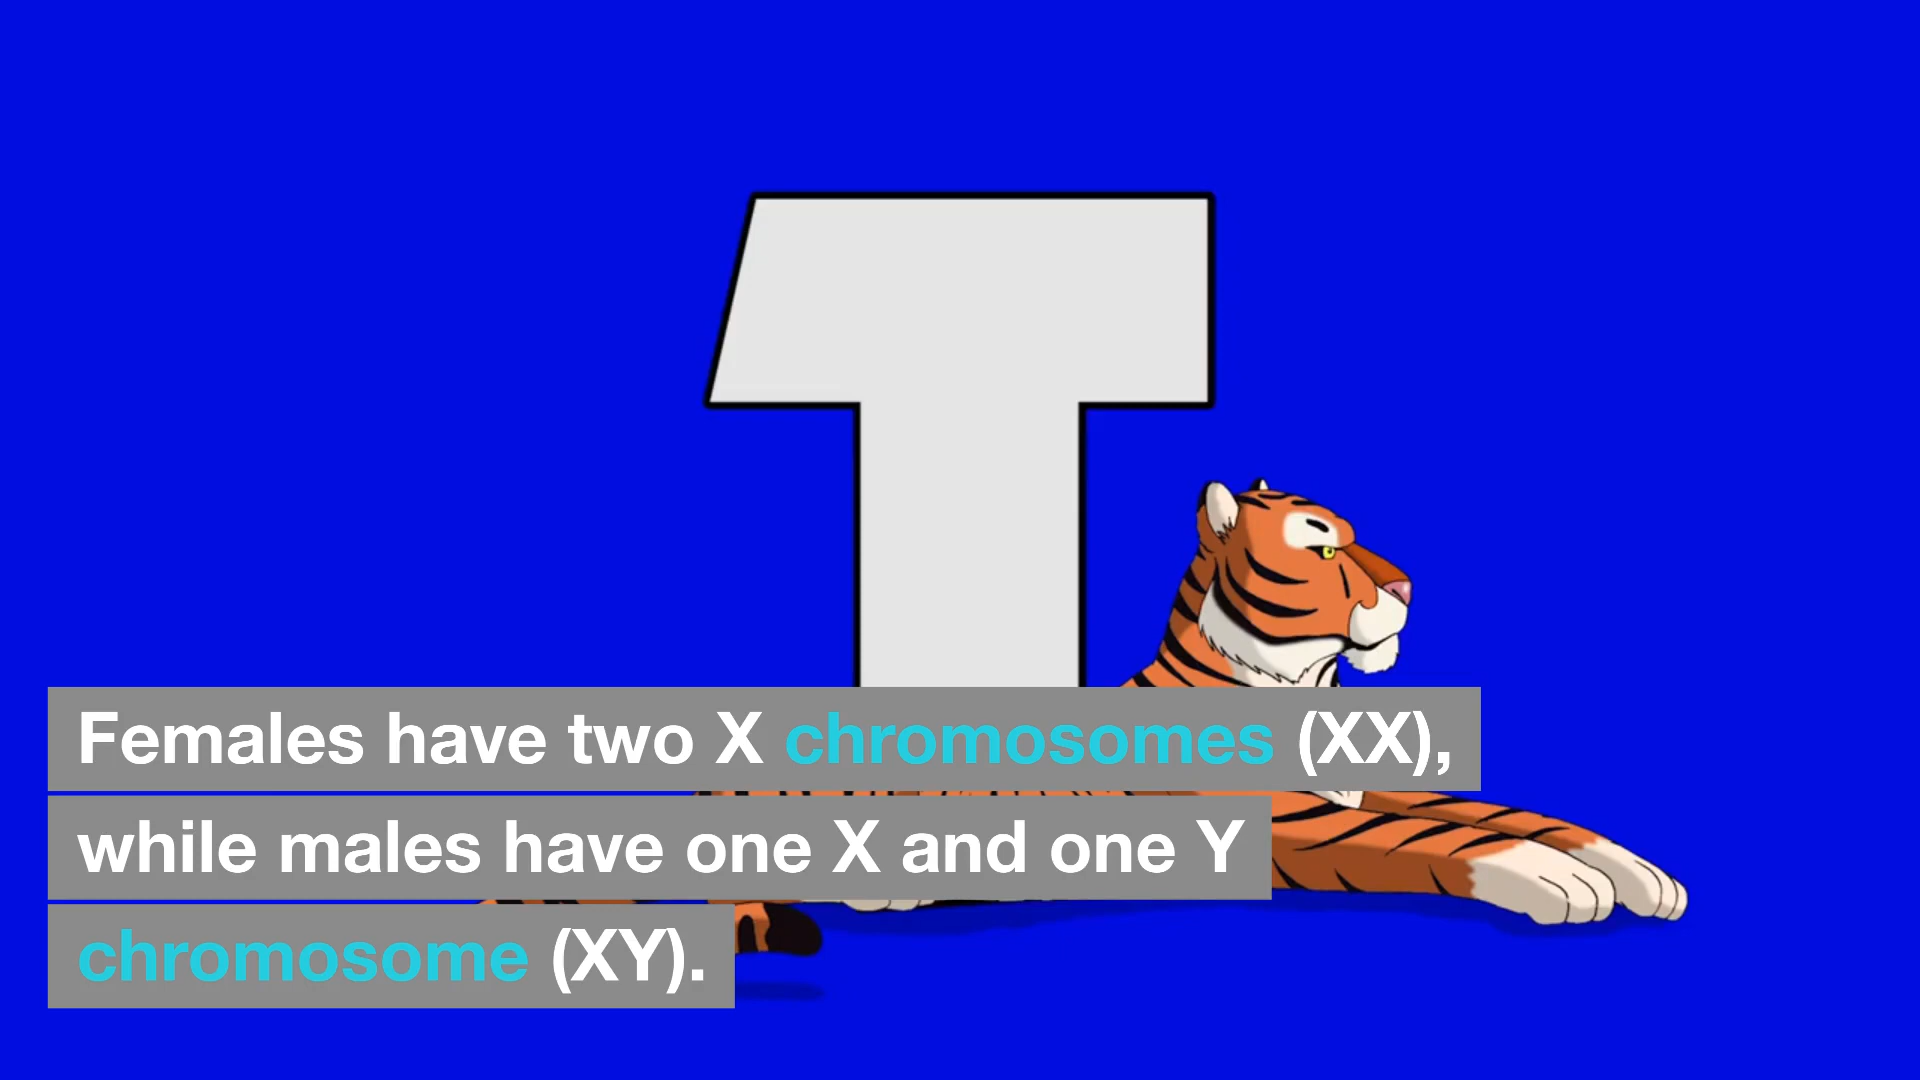 T
Females have two X chromosomes (XX),
while males have one X and one Y
chromosome (XY).